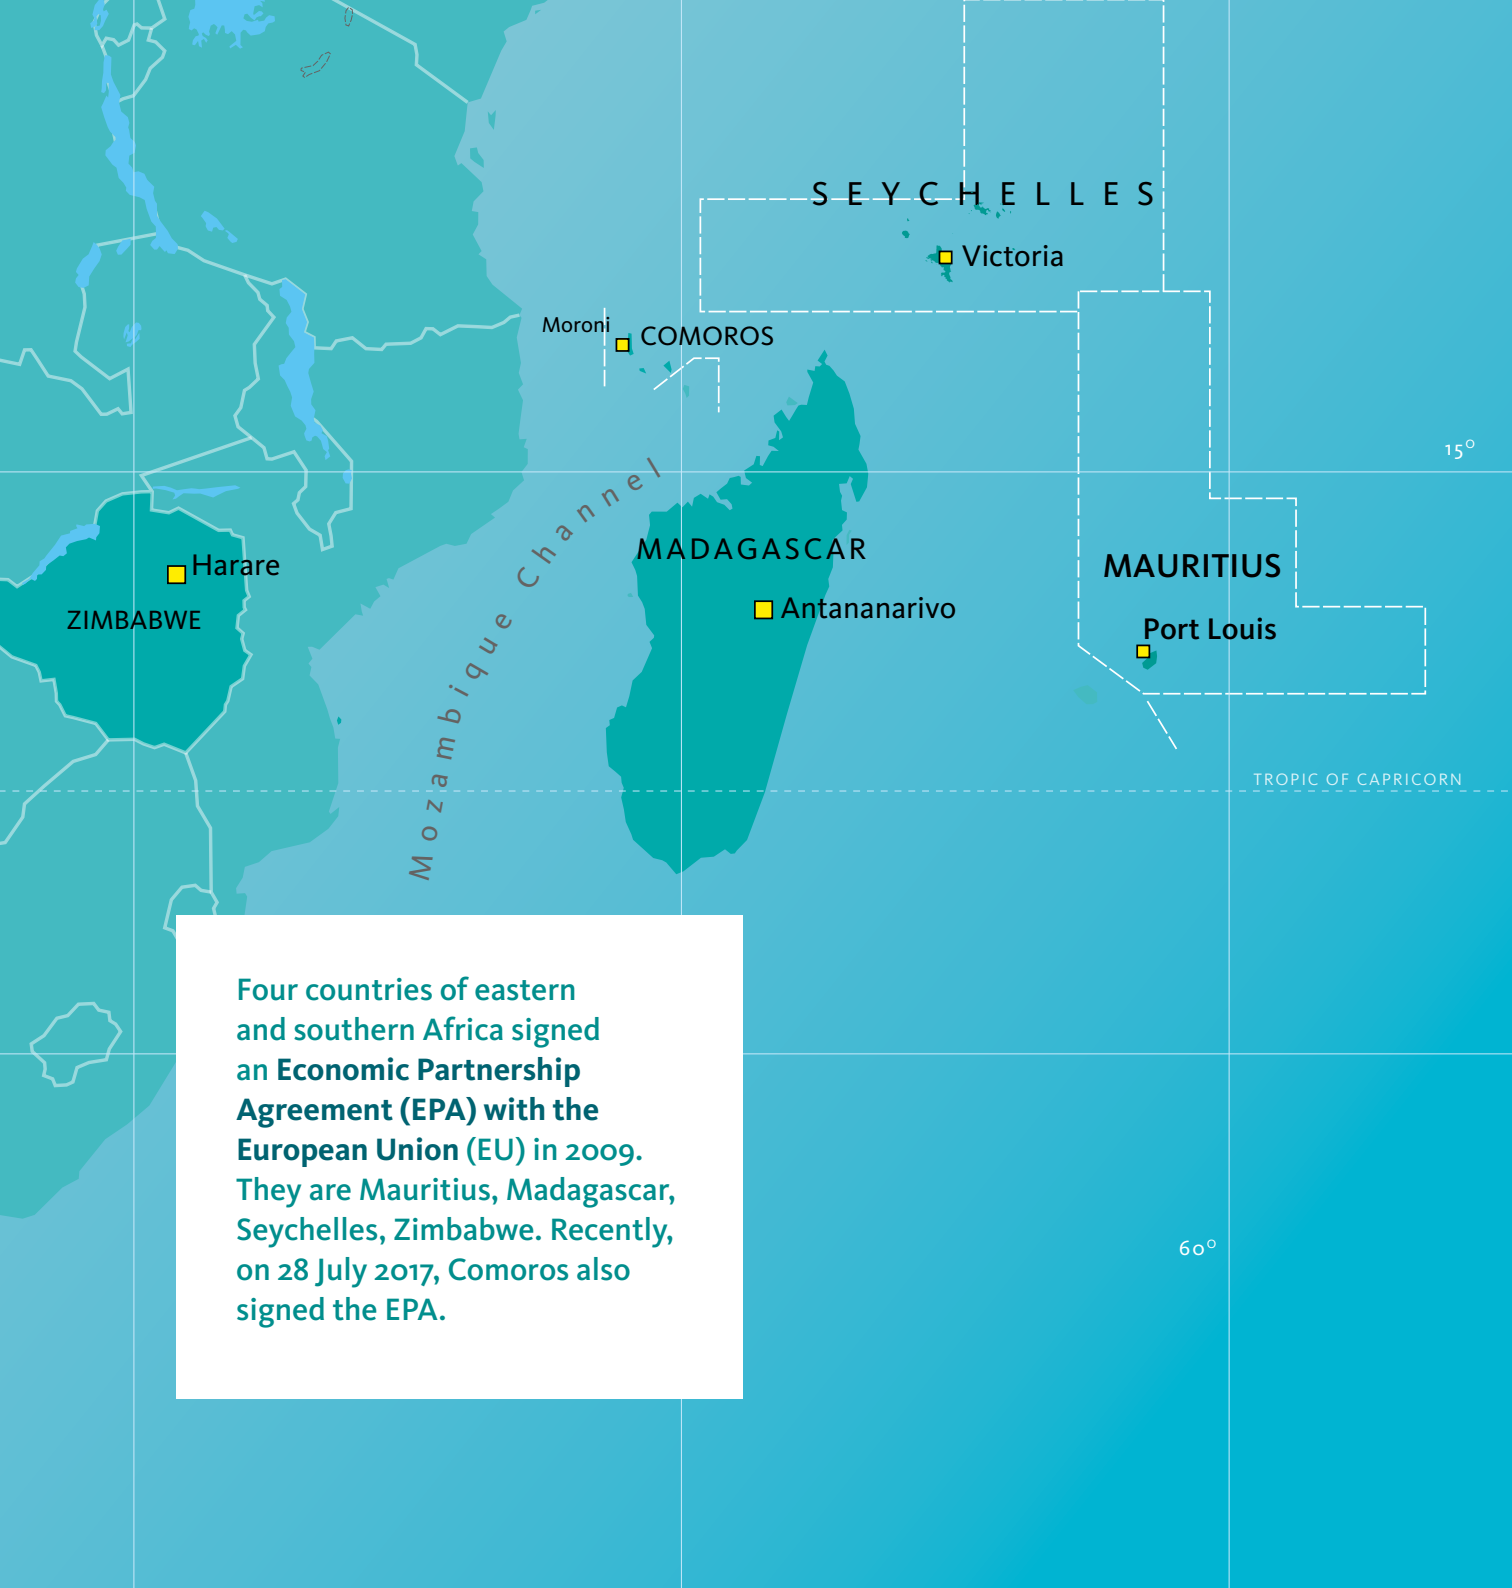 SEYCHELLES
Victoria
Moroni
COMOROS
15°
Mozambique Channel
MADAGASCAR
Antananarivo
MAURITIUS
Port Louis
Harare
ZIMBABWE
TROPIC OF CAPRICORN
Four countries of eastern
and southern Africa signed
an Economic Partnership
Agreement (EPA) with the
European Union (EU) in 2009.
They are Mauritius, Madagascar,
Seychelles, Zimbabwe. Recently,
on 28 July 2017, Comoros also
signed the EPA.
60°